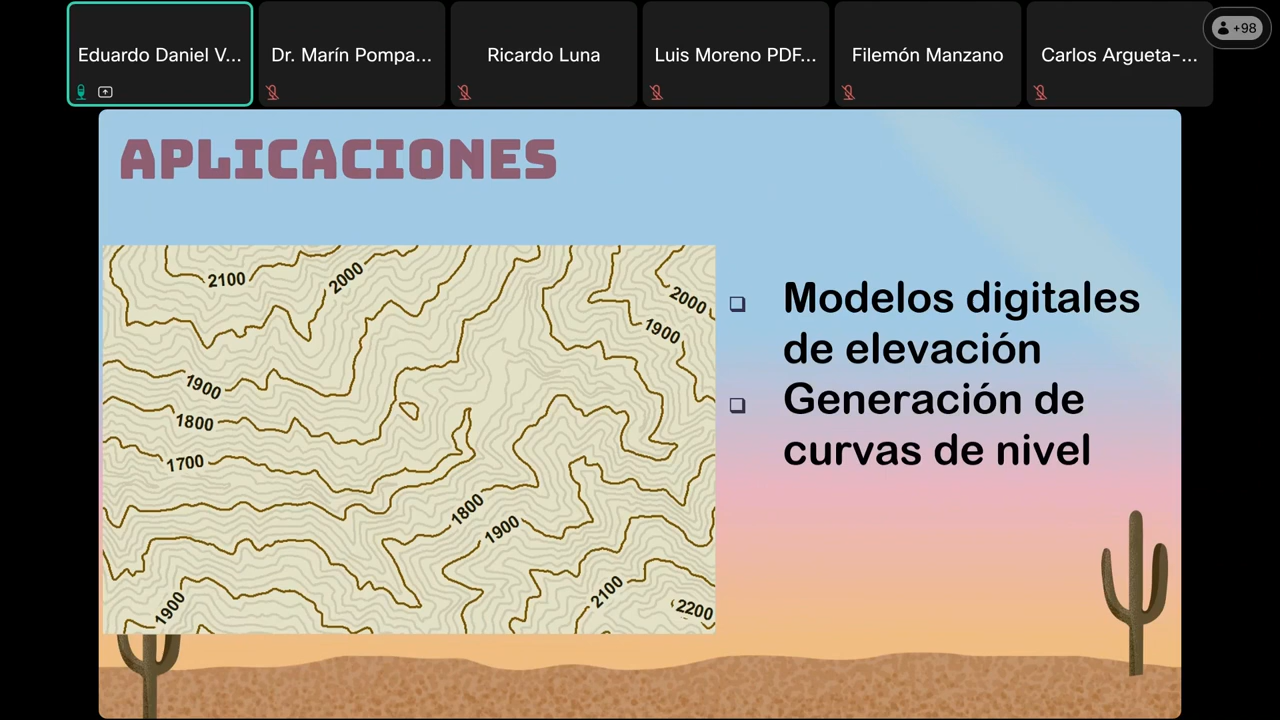 Eduardo Daniel V...
Dr. Marín Pompa...
Ricardo Luna
Luis Moreno PDF...
Filemón Manzano
Carlos Argueta-...
+98
APLICACIONES
2100
2000
2000
1900
1900
1800
1700
1800
1900
1900
2100
2200
Modelos digitales
de elevación
Generación de
curvas de nivel